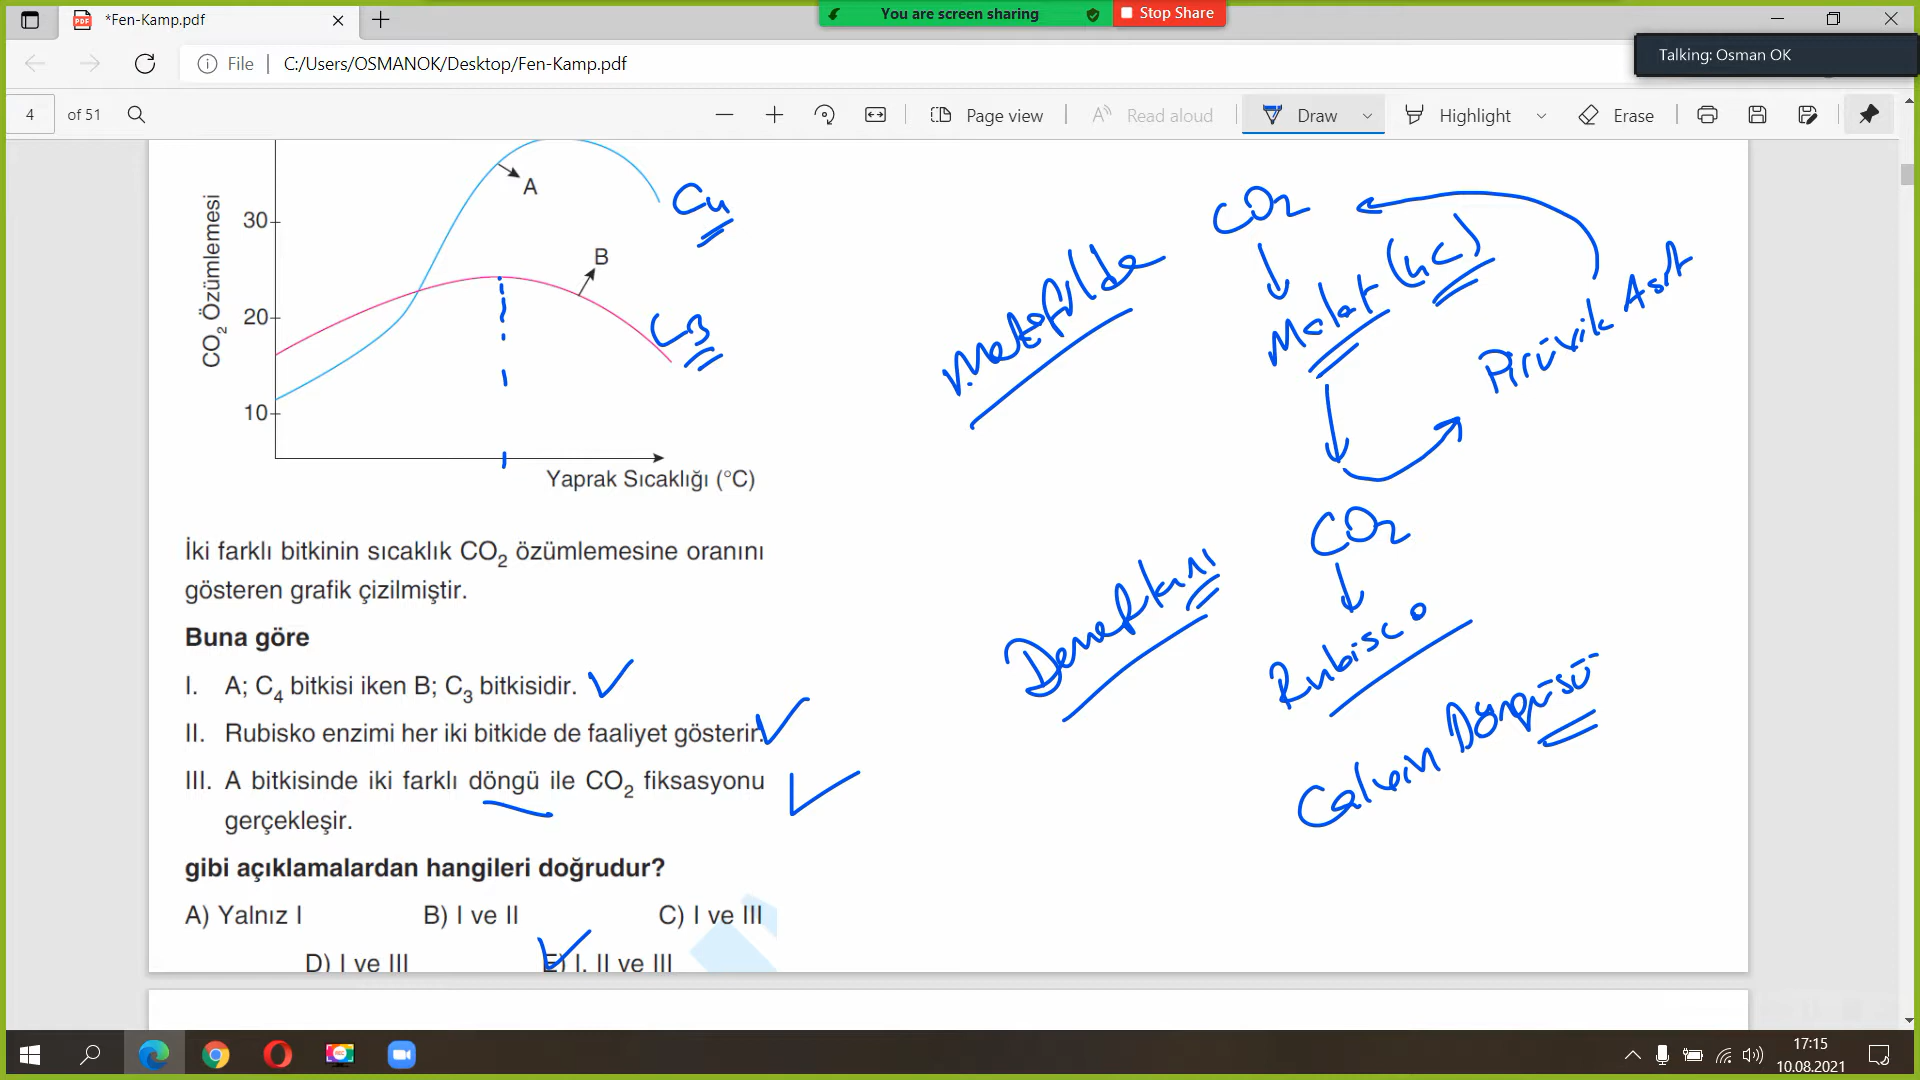 *Fen-Kamp.pdf
You are screen sharing
Stop Share
Talking: Osman OK
File
C:/Users/OSMANOK/Desktop/Fen-Kamp.pdf
4 of 51
Page view
Read aloud
Draw
Highlight
Erase
CO2 Özümlemesi
30
20
10
A
B
C4
C3
Yaprak Sıcaklığı (°C)
İki farklı bitkinin sıcaklık CO2 özümlemesine oranını
gösteren grafik çizilmiştir.
Buna göre
I. A; C4 bitkisi iken B; C3 bitkisidir.
II. Rubisko enzimi her iki bitkide de faaliyet gösterir.
III. A bitkisinde iki farklı döngü ile CO2 fiksasyonu
gerçekleşir.
gibi açıklamalardan hangileri doğrudur?
A) Yalnız I
B) I ve II
C) I ve III
D) I ve III
E) I, II ve III
Mezofilde
CO2
Malat (4C)
Pirüvik Asit
CO2
Demetkını
Rubisco
Calvin Döngüsü
17:15
10.08.2021